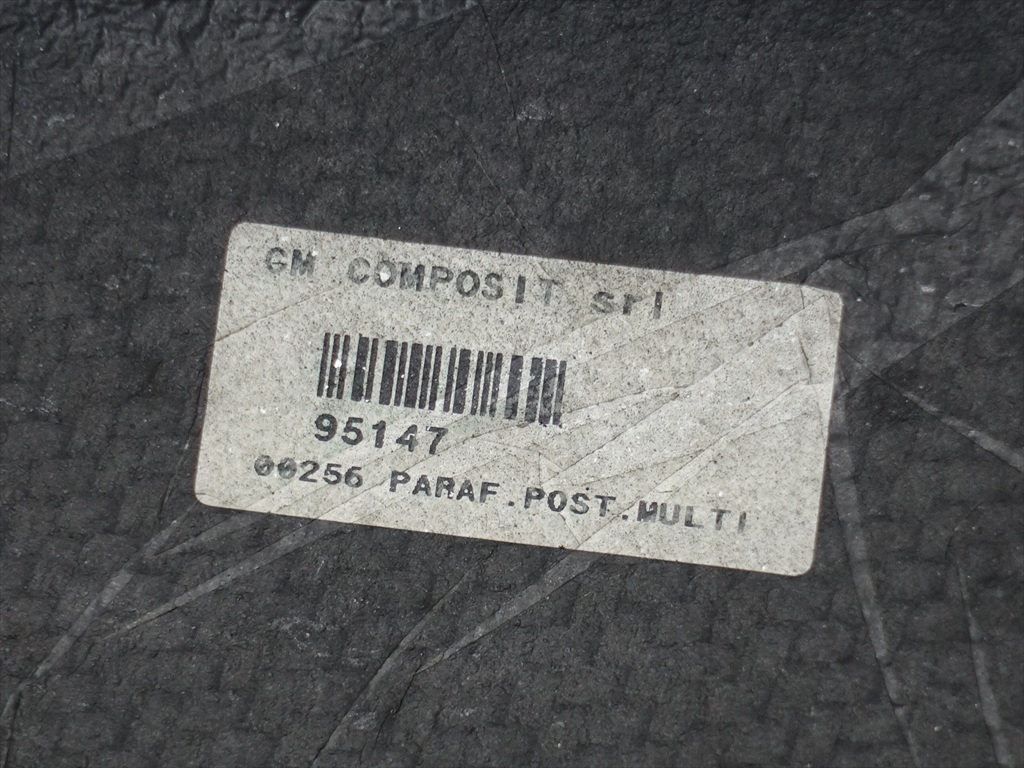 GM COMPOSIT srl
95147
00256 PARAF.POST.MULTI